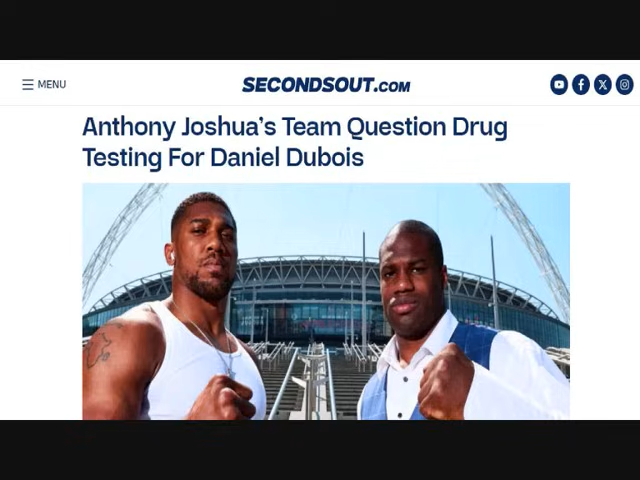 MENU
SECONDSOUT.COM
Anthony Joshua's Team Question Drug
Testing For Daniel Dubois